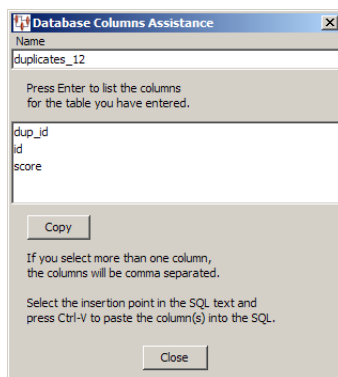 Database Columns Assistance
Name
duplicates_12
Press Enter to list the columns
for the table you have entered.
dup_id
id
score
Copy
If you select more than one column,
the columns will be comma separated.
Select the insertion point in the SQL text and
press Ctrl-V to paste the column(s) into the SQL.
Close